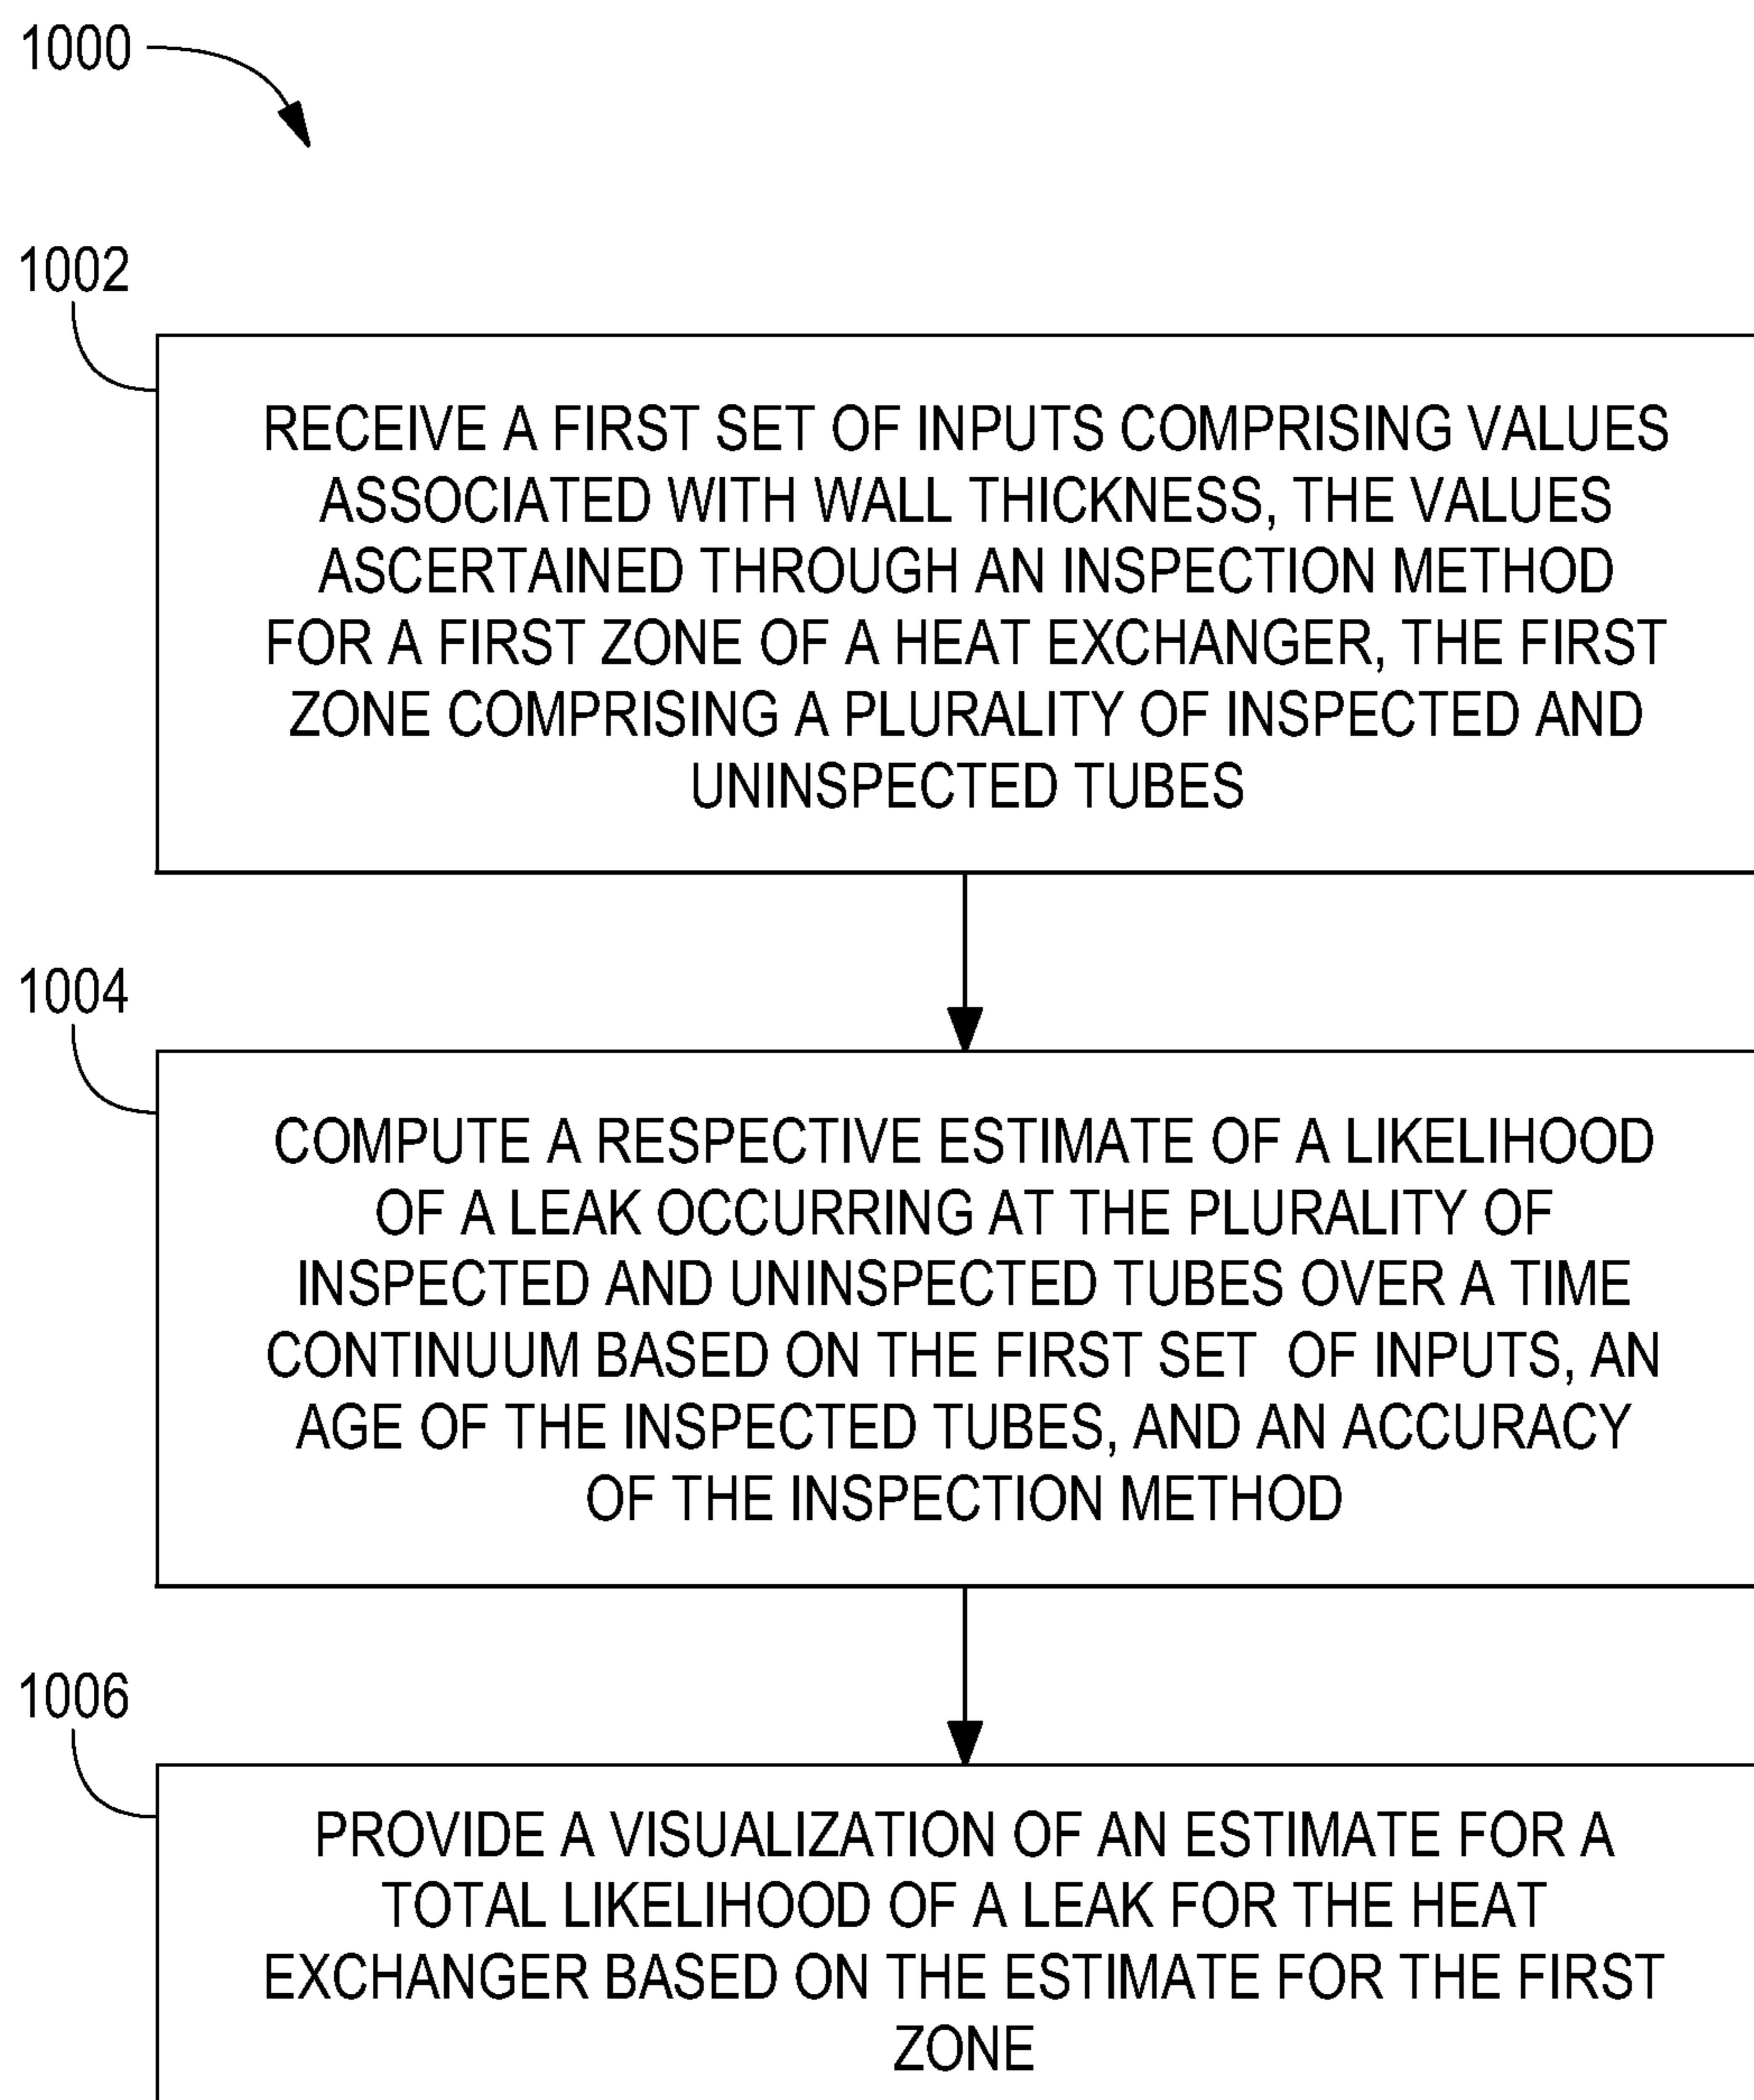 1000
1002
RECEIVE A FIRST SET OF INPUTS COMPRISING VALUES
ASSOCIATED WITH WALL THICKNESS, THE VALUES
ASCERTAINED THROUGH AN INSPECTION METHOD
FOR A FIRST ZONE OF A HEAT EXCHANGER, THE FIRST
ZONE COMPRISING A PLURALITY OF INSPECTED AND
UNINSPECTED TUBES
1004
COMPUTE A RESPECTIVE ESTIMATE OF A LIKELIHOOD
OF A LEAK OCCURRING AT THE PLURALITY OF
INSPECTED AND UNINSPECTED TUBES OVER A TIME
CONTINUUM BASED ON THE FIRST SET OF INPUTS, AN
AGE OF THE INSPECTED TUBES, AND AN ACCURACY
OF THE INSPECTION METHOD
1006
PROVIDE A VISUALIZATION OF AN ESTIMATE FOR A
TOTAL LIKELIHOOD OF A LEAK FOR THE HEAT
EXCHANGER BASED ON THE ESTIMATE FOR THE FIRST
ZONE